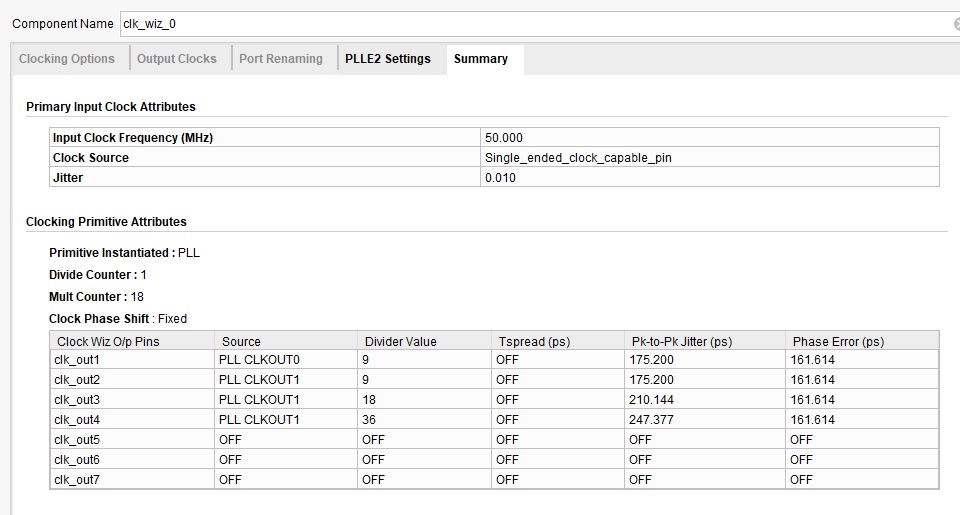 Component Name clk_wiz_0
Clocking Options Output Clocks Port Renaming PLLE2 Settings Summary
Primary Input Clock Attributes
Input Clock Frequency (MHz) 50.000
Clock Source Single_ended_clock_capable_pin
Jitter 0.010
Clocking Primitive Attributes
Primitive Instantiated : PLL
Divide Counter : 1
Mult Counter : 18
Clock Phase Shift : Fixed
Clock Wiz O/p Pins Source Divider Value Tspread (ps) Pk-to-Pk Jitter (ps) Phase Error (ps)
clk_out1 PLL CLKOUT0 9 OFF 175.200 161.614
clk_out2 PLL CLKOUT1 9 OFF 175.200 161.614
clk_out3 PLL CLKOUT1 18 OFF 210.144 161.614
clk_out4 PLL CLKOUT1 36 OFF 247.377 161.614
clk_out5 OFF OFF OFF OFF OFF
clk_out6 OFF OFF OFF OFF OFF
clk_out7 OFF OFF OFF OFF OFF